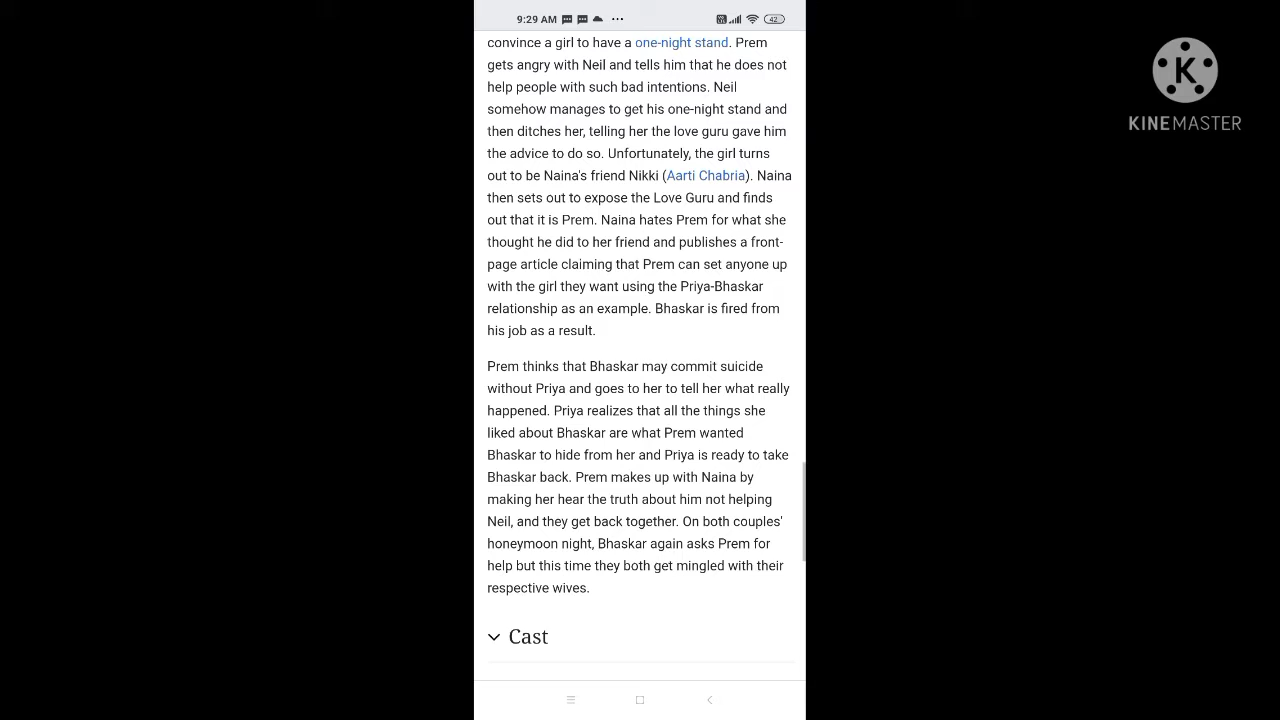 9:29 AM
42
convince a girl to have a one-night stand. Prem
gets angry with Neil and tells him that he does not
help people with such bad intentions. Neil
somehow manages to get his one-night stand and
then ditches her, telling her the love guru gave him
the advice to do so. Unfortunately, the girl turns
out to be Naina's friend Nikki (Aarti Chabria). Naina
then sets out to expose the Love Guru and finds
out that it is Prem. Naina hates Prem for what she
thought he did to her friend and publishes a front-
page article claiming that Prem can set anyone up
with the girl they want using the Priya-Bhaskar
relationship as an example. Bhaskar is fired from
his job as a result.
Prem thinks that Bhaskar may commit suicide
without Priya and goes to her to tell her what really
happened. Priya realizes that all the things she
liked about Bhaskar are what Prem wanted
Bhaskar to hide from her and Priya is ready to take
Bhaskar back. Prem makes up with Naina by
making her hear the truth about him not helping
Neil, and they get back together. On both couples'
honeymoon night, Bhaskar again asks Prem for
help but this time they both get mingled with their
respective wives.
Cast
K
KINEMASTER